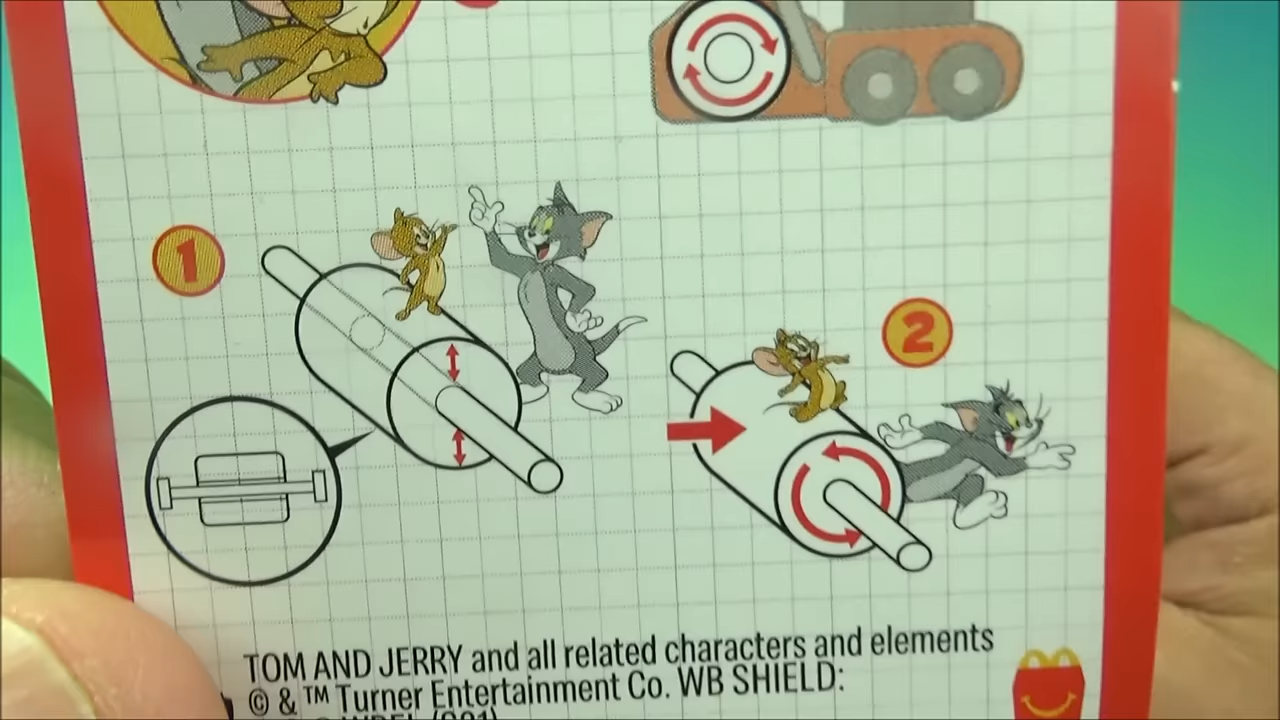 1
2
TOM AND JERRY and all related characters and elements
© & ™ Turner Entertainment Co. WB SHIELD: